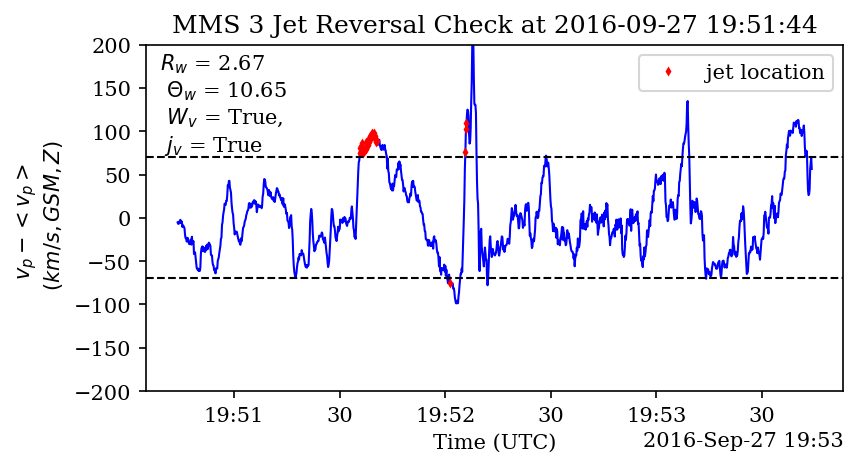 MMS 3 Jet Reversal Check at 2016-09-27 19:51:44
R_w = 2.67
Θ_w = 10.65
W_v = True,
j_v = True
jet location
v_p − < v_p >
(km/s, GSM, Z)
200
150
100
50
0
−50
−100
−150
−200
19:51
30
19:52
30
19:53
30
Time (UTC)
2016-Sep-27 19:53